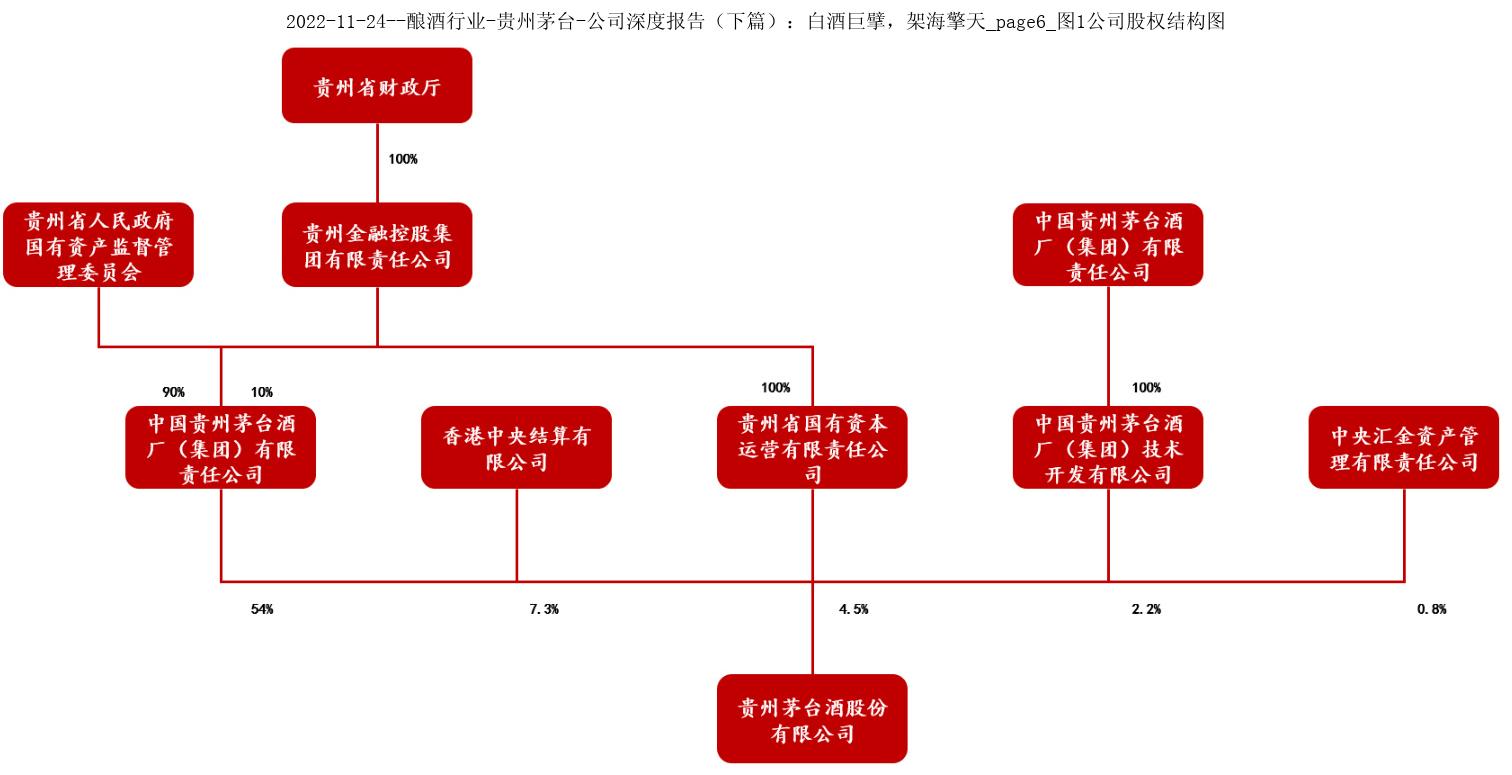 2022-11-24--酿酒行业-贵州茅台-公司深度报告（下篇）：白酒巨擘，架海擎天_page6_图1公司股权结构图
贵州省财政厅
100%
贵州省人民政府
国有资产监督管
理委员会
贵州金融控股集
团有限责任公司
中国贵州茅台酒
厂（集团）有限
责任公司
90%
10%
100%
100%
中国贵州茅台酒
厂（集团）有限
责任公司
香港中央结算有
限公司
贵州省国有资本
运营有限责任公
司
中国贵州茅台酒
厂（集团）技术
开发有限公司
中央汇金资产管
理有限责任公司
54%
7.3%
4.5%
2.2%
0.8%
贵州茅台酒股份
有限公司